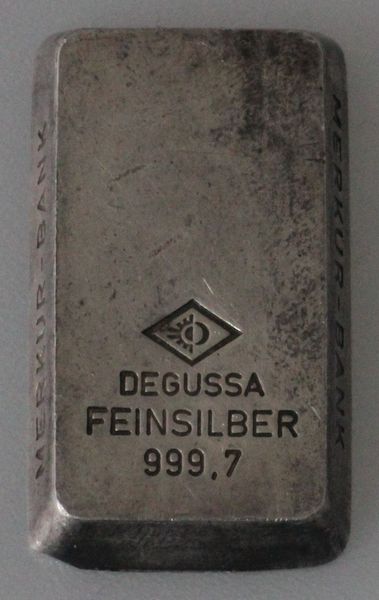 DEGUSSA
FEINSILBER
999,7
MERKUR-BANK
MERKUR-BANK